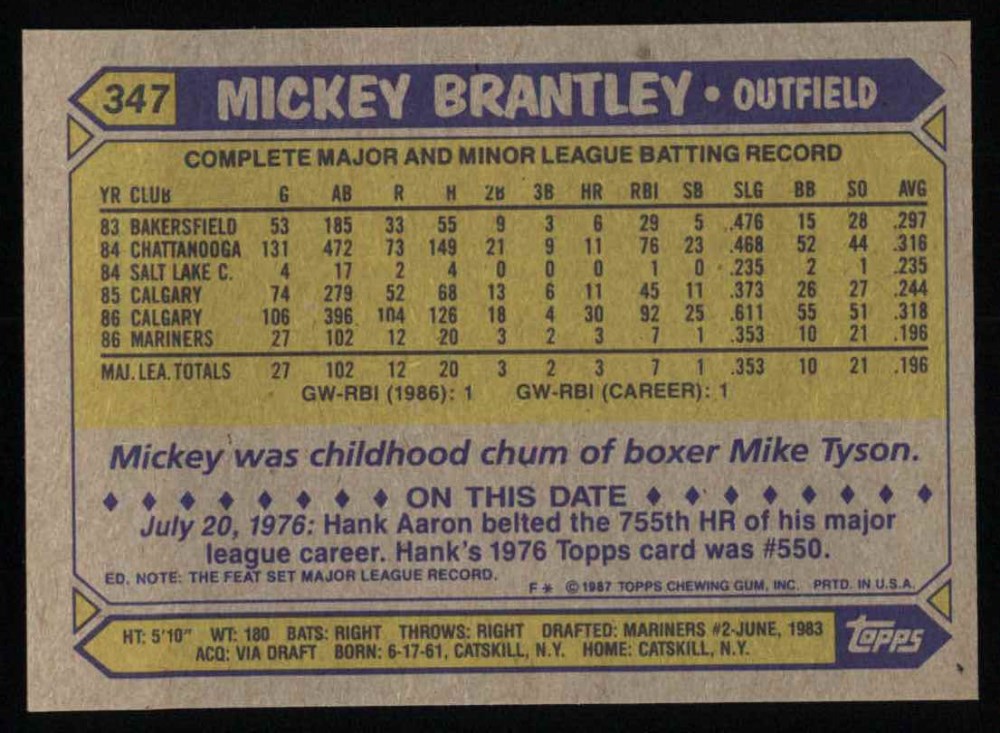 347 MICKEY BRANTLEY • OUTFIELD
COMPLETE MAJOR AND MINOR LEAGUE BATTING RECORD
YR CLUB G AB R H 2B 3B HR RBI SB SLG BB SO AVG
83 BAKERSFIELD 53 185 33 55 9 3 6 29 5 .476 15 28 .297
84 CHATTANOOGA 131 472 73 149 21 9 11 76 23 .468 52 44 .316
84 SALT LAKE C. 4 17 2 4 0 0 0 1 0 .235 2 1 .235
85 CALGARY 74 279 52 68 13 6 11 45 11 .373 26 27 .244
86 CALGARY 106 396 104 126 18 4 30 92 25 .611 55 51 .318
86 MARINERS 27 102 12 20 3 2 3 7 1 .353 10 21 .196
MAJ. LEA. TOTALS 27 102 12 20 3 2 3 7 1 .353 10 21 .196
GW-RBI (1986): 1 GW-RBI (CAREER): 1
Mickey was childhood chum of boxer Mike Tyson.
♦ ♦ ♦ ♦ ♦ ♦ ♦ ♦ ON THIS DATE ♦ ♦ ♦ ♦ ♦ ♦ ♦ ♦
July 20, 1976: Hank Aaron belted the 755th HR of his major
league career. Hank's 1976 Topps card was #550.
ED. NOTE: THE FEAT SET MAJOR LEAGUE RECORD.
F* © 1987 TOPPS CHEWING GUM, INC. PRTD. IN U.S.A.
HT: 5'10" WT: 180 BATS: RIGHT THROWS: RIGHT DRAFTED: MARINERS #2-JUNE, 1983
ACQ: VIA DRAFT BORN: 6-17-61, CATSKILL, N.Y. HOME: CATSKILL, N.Y.
Topps